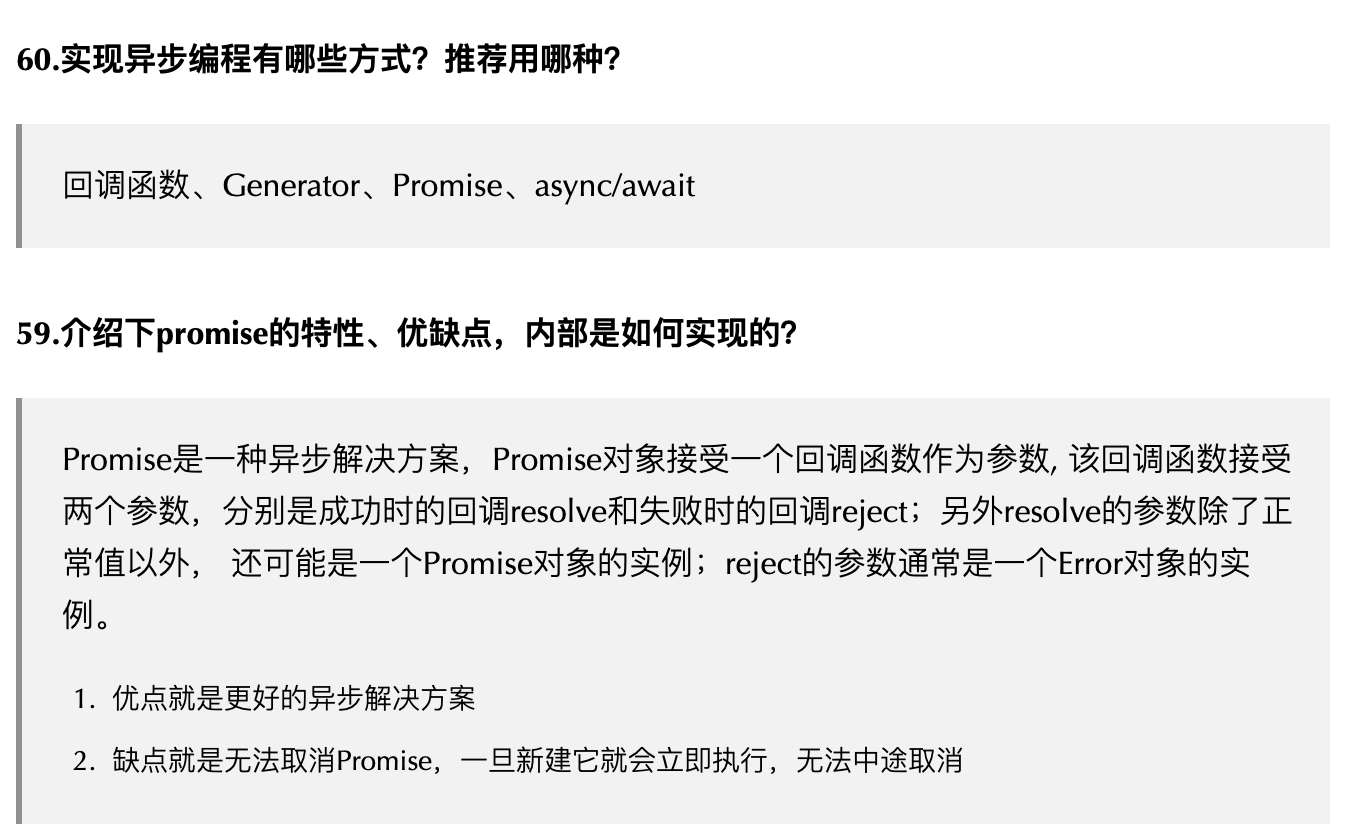 60.实现异步编程有哪些方式？推荐用哪种？
回调函数、Generator、Promise、async/await
59.介绍下promise的特性、优缺点，内部是如何实现的？
Promise是一种异步解决方案，Promise对象接受一个回调函数作为参数, 该回调函数接受
两个参数，分别是成功时的回调resolve和失败时的回调reject；另外resolve的参数除了正
常值以外， 还可能是一个Promise对象的实例；reject的参数通常是一个Error对象的实
例。
1. 优点就是更好的异步解决方案
2. 缺点就是无法取消Promise，一旦新建它就会立即执行，无法中途取消